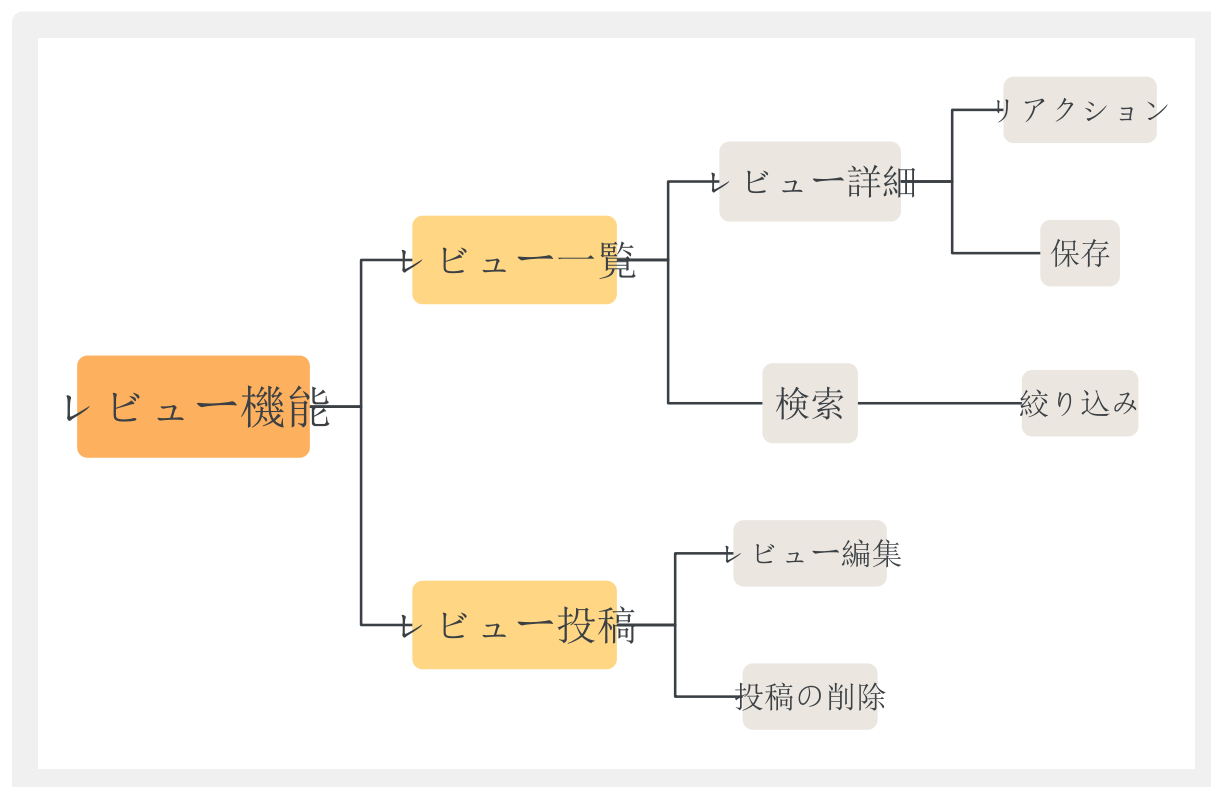 レビュー機能
レビュー一覧
レビュー詳細
リアクション
保存
検索
絞り込み
レビュー投稿
レビュー編集
投稿の削除